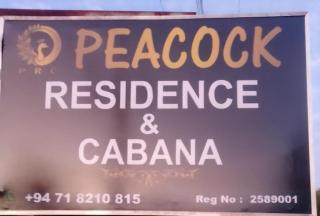 PEACOCK
P R C
RESIDENCE
&
CABANA
+94 71 8210 815 Reg No : 2589001